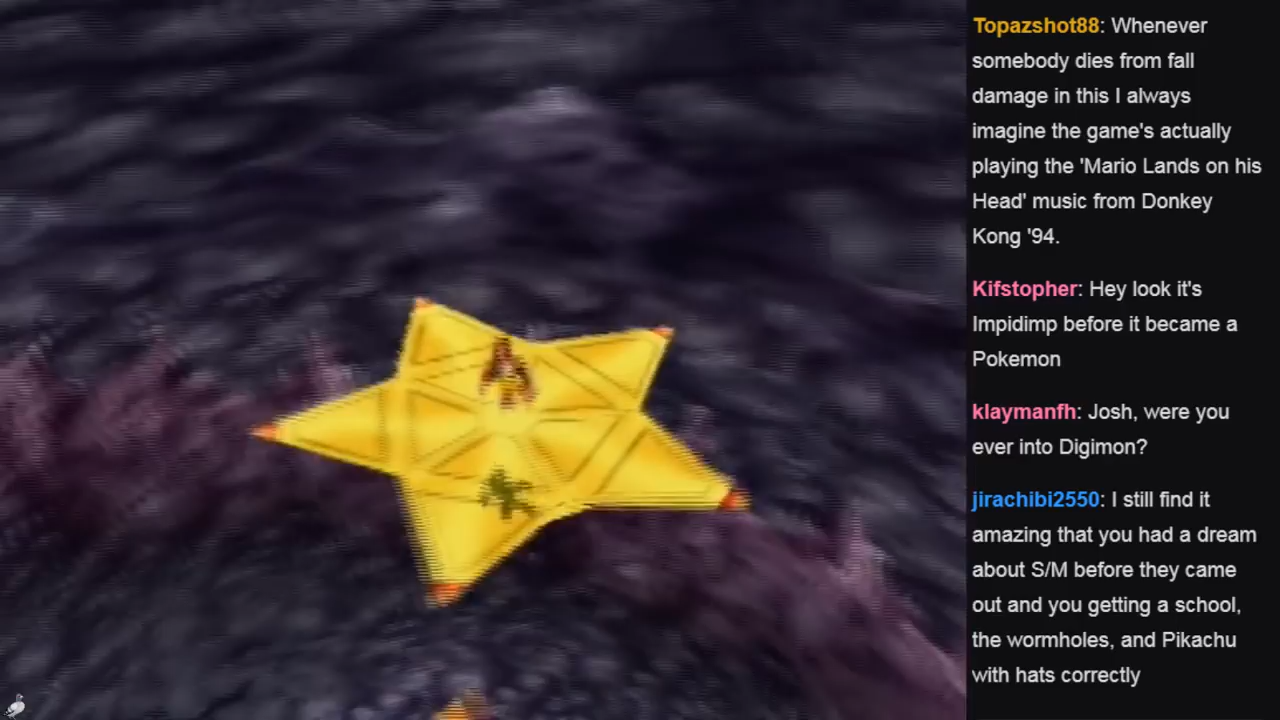 Topazshot88: Whenever
somebody dies from fall
damage in this I always
imagine the game's actually
playing the 'Mario Lands on his
Head' music from Donkey
Kong '94.
Kifstopher: Hey look it's
Impidimp before it became a
Pokemon
klaymanfh: Josh, were you
ever into Digimon?
jirachibi2550: I still find it
amazing that you had a dream
about S/M before they came
out and you getting a school,
the wormholes, and Pikachu
with hats correctly